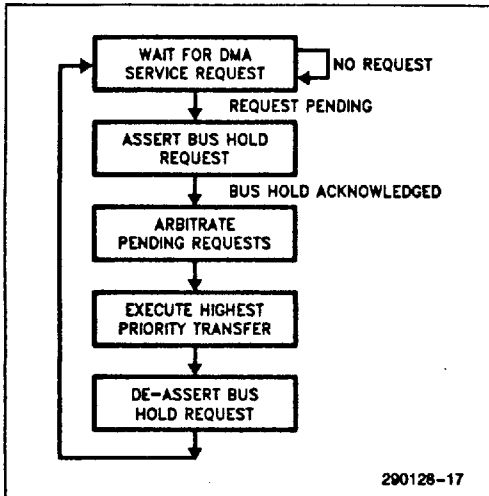 WAIT FOR DMA
SERVICE REQUEST
NO REQUEST
REQUEST PENDING
ASSERT BUS HOLD
REQUEST
BUS HOLD ACKNOWLEDGED
ARBITRATE
PENDING REQUESTS
EXECUTE HIGHEST
PRIORITY TRANSFER
DE-ASSERT BUS
HOLD REQUEST
290128-17